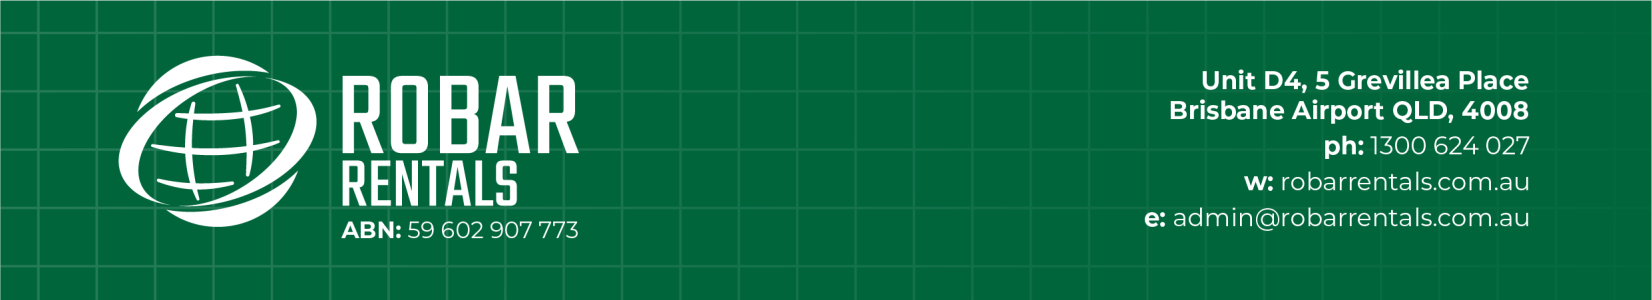 ROBAR
RENTALS
ABN: 59 602 907 773
Unit D4, 5 Grevillea Place
Brisbane Airport QLD, 4008
ph: 1300 624 027
w: robarrentals.com.au
e: admin@robarrentals.com.au